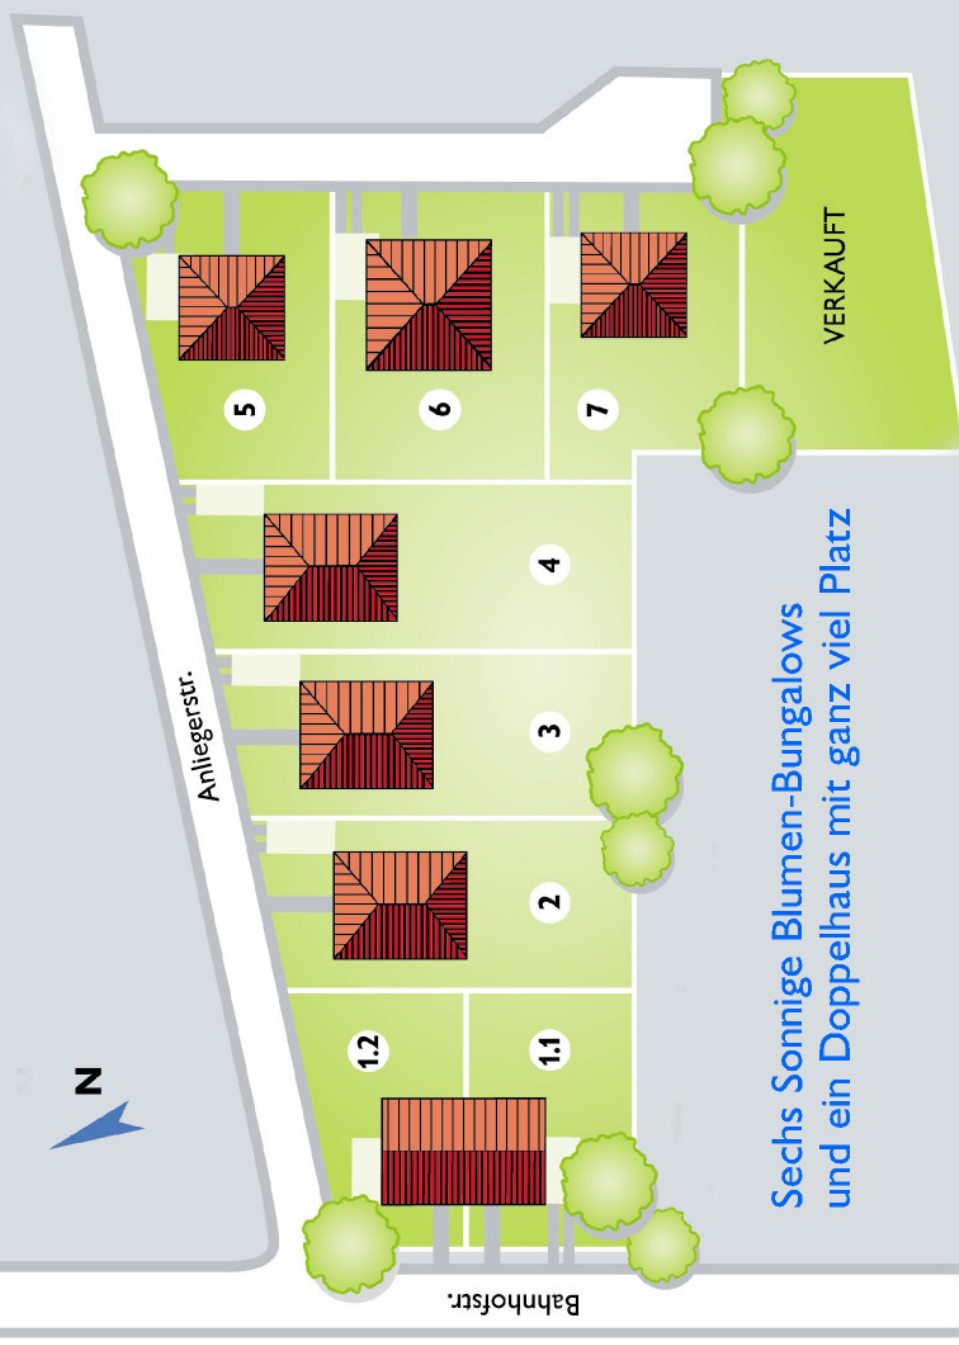 N
Anliegerstr.
Bahnhofstr.
1.2
1.1
2
3
4
5
6
7
VERKAUFT
Sechs Sonnige Blumen-Bungalows
und ein Doppelhaus mit ganz viel Platz